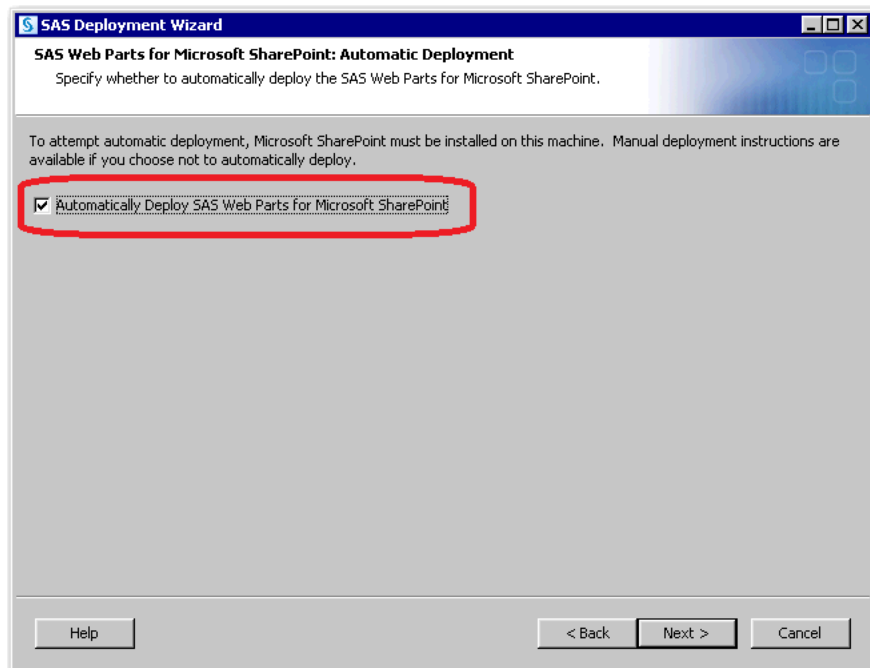 SAS Deployment Wizard
SAS Web Parts for Microsoft SharePoint: Automatic Deployment
Specify whether to automatically deploy the SAS Web Parts for Microsoft SharePoint.
To attempt automatic deployment, Microsoft SharePoint must be installed on this machine.  Manual deployment instructions are
available if you choose not to automatically deploy.
Automatically Deploy SAS Web Parts for Microsoft SharePoint
Help
< Back
Next >
Cancel